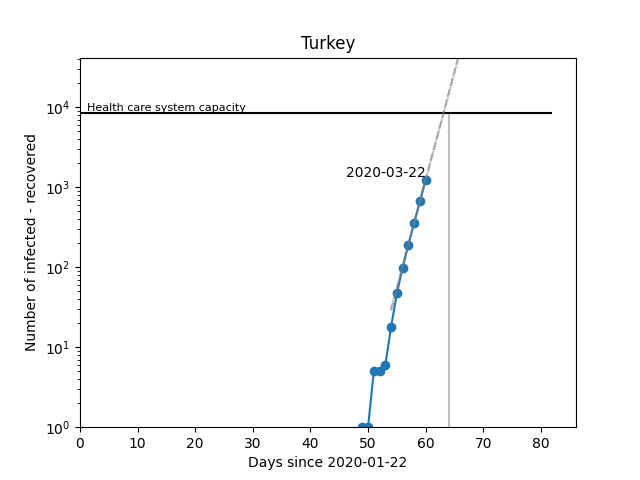 Turkey
10⁴
Health care system capacity
2020-03-22
10³
10²
10¹
10⁰
Number of infected - recovered
0 10 20 30 40 50 60 70 80
Days since 2020-01-22